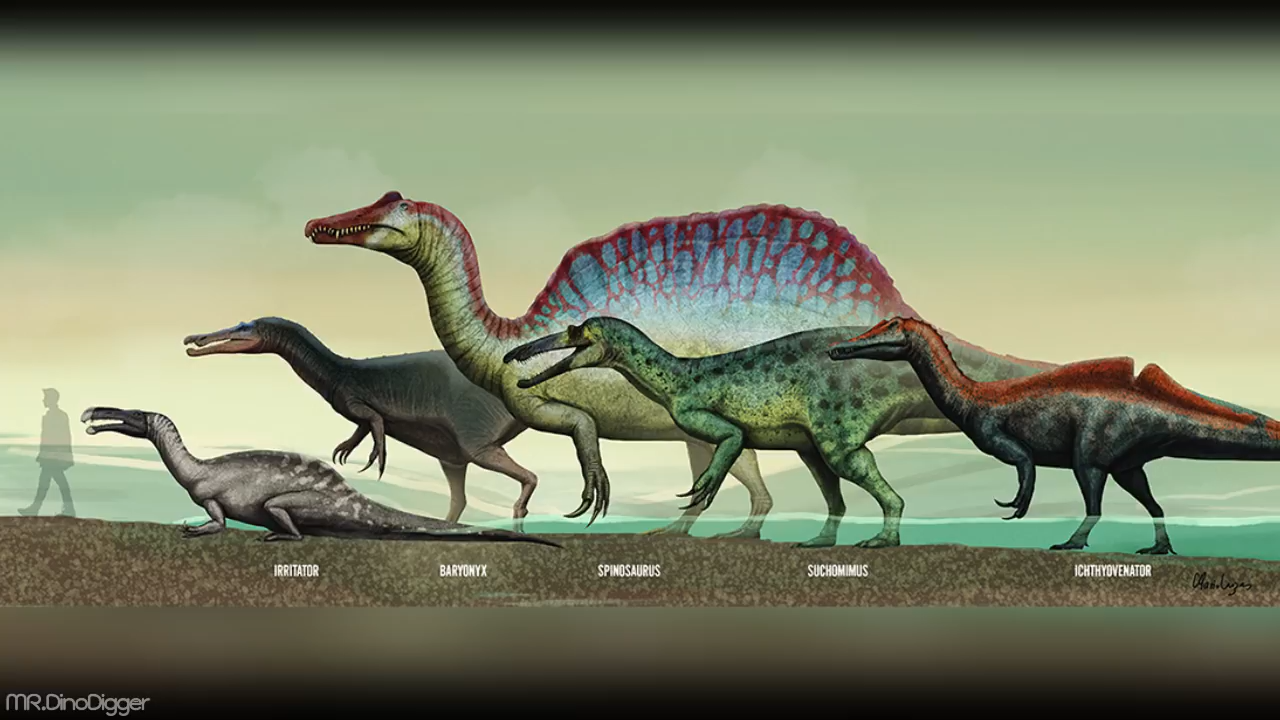 IRRITATOR
BARYONYX
SPINOSAURUS
SUCHOMIMUS
ICHTHYOVENATOR
MR.DinoDigger